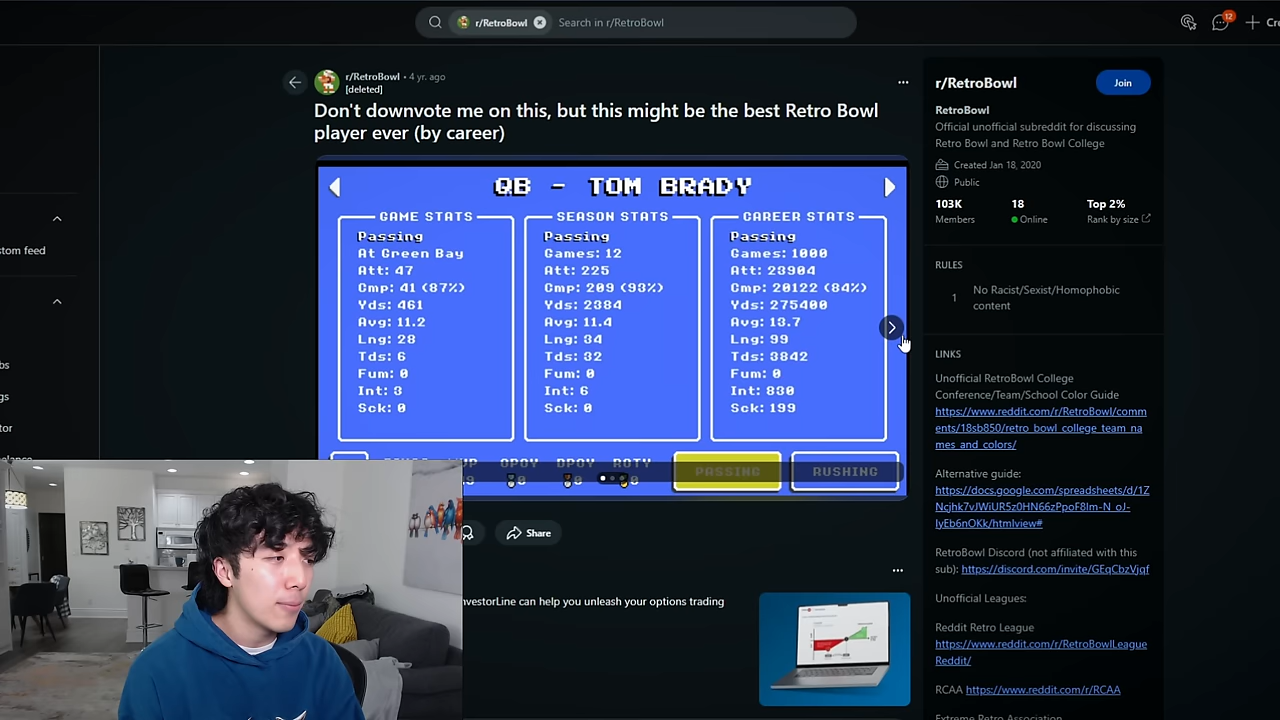 r/RetroBowl
Search in r/RetroBowl
12
Cre
r/RetroBowl • 4 yr. ago
[deleted]
Don't downvote me on this, but this might be the best Retro Bowl
player ever (by career)
QB - TOM BRADY
GAME STATS
Passing
At Green Bay
Att: 47
Cmp: 41 (87%)
Yds: 461
Avg: 11.2
Lng: 28
Tds: 6
Fum: 0
Int: 3
Sck: 0
SEASON STATS
Passing
Games: 12
Att: 225
Cmp: 209 (93%)
Yds: 2384
Avg: 11.4
Lng: 34
Tds: 32
Fum: 0
Int: 6
Sck: 0
CAREER STATS
Passing
Games: 1000
Att: 23904
Cmp: 20122 (84%)
Yds: 275400
Avg: 13.7
Lng: 99
Tds: 3842
Fum: 0
Int: 830
Sck: 199
OPOY DPOY ROTY
PASSING
RUSHING
Share
nvestorLine can help you unleash your options trading
stom feed
bs
gs
tor
r/RetroBowl
Join
RetroBowl
Official unofficial subreddit for discussing
Retro Bowl and Retro Bowl College
Created Jan 18, 2020
Public
103K 18 Top 2%
Members Online Rank by size
RULES
1 No Racist/Sexist/Homophobic
content
LINKS
Unofficial RetroBowl College
Conference/Team/School Color Guide
https://www.reddit.com/r/RetroBowl/comm
ents/18sb850/retro_bowl_college_team_na
mes_and_colors/
Alternative guide:
https://docs.google.com/spreadsheets/d/1Z
Ncjhk7vJWiUR5z0HN66zPpoF8Im-N_oJ-
IyEb6nOKk/htmlview#
RetroBowl Discord (not affiliated with this
sub): https://discord.com/invite/GEqCbzVjqf
Unofficial Leagues:
Reddit Retro League
https://www.reddit.com/r/RetroBowlLeague
Reddit/
RCAA https://www.reddit.com/r/RCAA
Extreme Retro Association